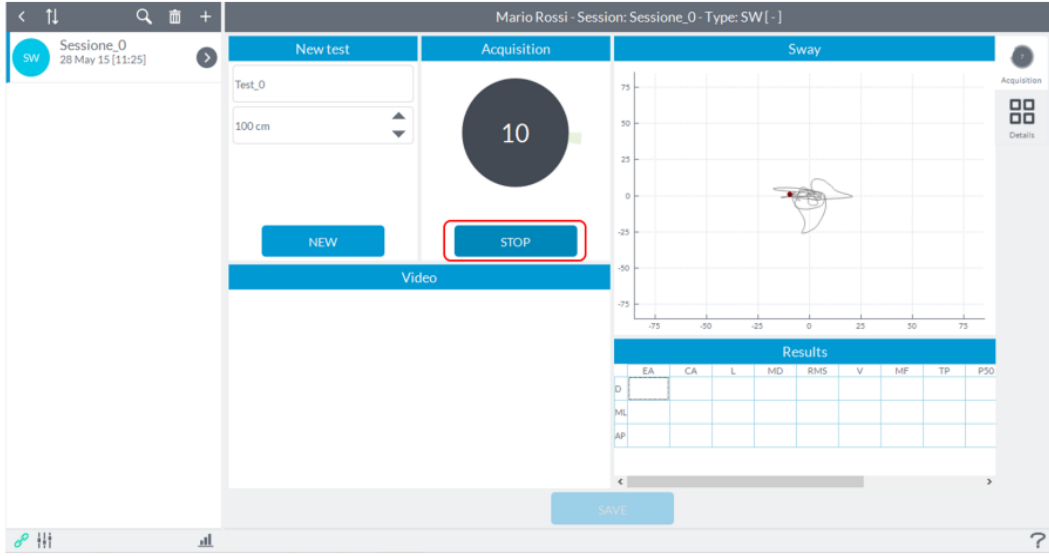 Mario Rossi - Session: Sessione_0 - Type: SW [ - ]
SW
Sessione_0
28 May 15 [11:25]
New test
Test_0
100 cm
NEW
Acquisition
10
STOP
Video
Sway
75
50
25
0
-25
-50
-75
-75 -50 -25 0 25 50 75
Results
EA CA L MD RMS V MF TP P50
D
ML
AP
SAVE
Acquisition
Details
?